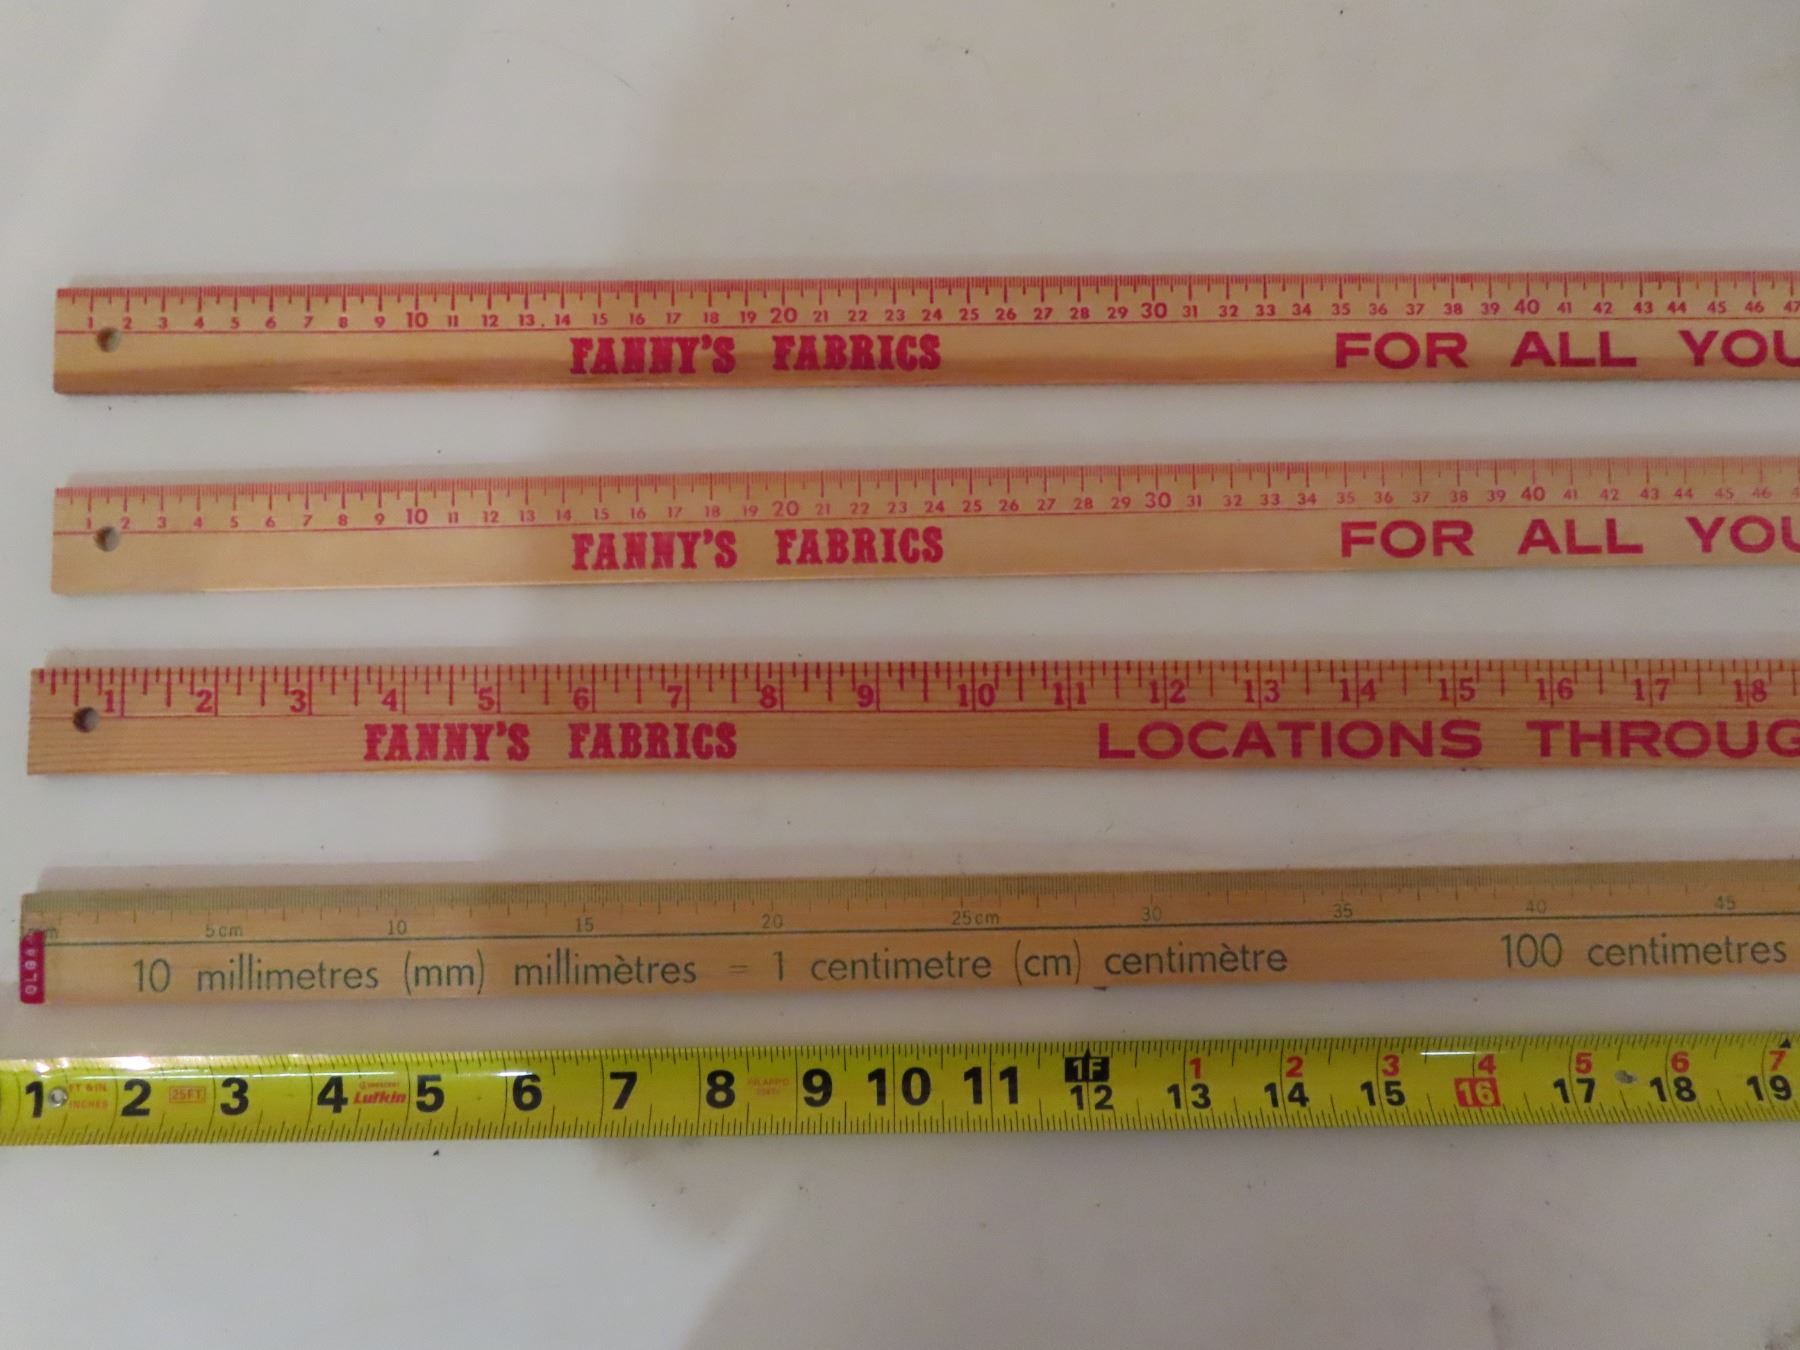 1 2 3 4 5 6 7 8 9 10 11 12 13 14 15 16 17 18 19 20 21 22 23 24 25 26 27 28 29 30 31 32 33 34 35 36 37 38 39 40 41 42 43 44 45 46 47
FANNY'S FABRICS FOR ALL YOU
1 2 3 4 5 6 7 8 9 10 11 12 13 14 15 16 17 18 19 20 21 22 23 24 25 26 27 28 29 30 31 32 33 34 35 36 37 38 39 40 41 42 43 44 45 46
FANNY'S FABRICS FOR ALL YOU
1 2 3 4 5 6 7 8 9 10 11 12 13 14 15 16 17 18
FANNY'S FABRICS LOCATIONS THROUG
5cm 10 15 20 25cm 30 35 40 45
10 millimetres (mm) millimètres = 1 centimetre (cm) centimètre 100 centimetres
1F 1 2 3 4 5 6 7
1 FT & IN. INCHES 2 25FT 3 4 CRESCENT Lufkin 5 6 7 8 9 10 11 12 13 14 15 16 17 18 19